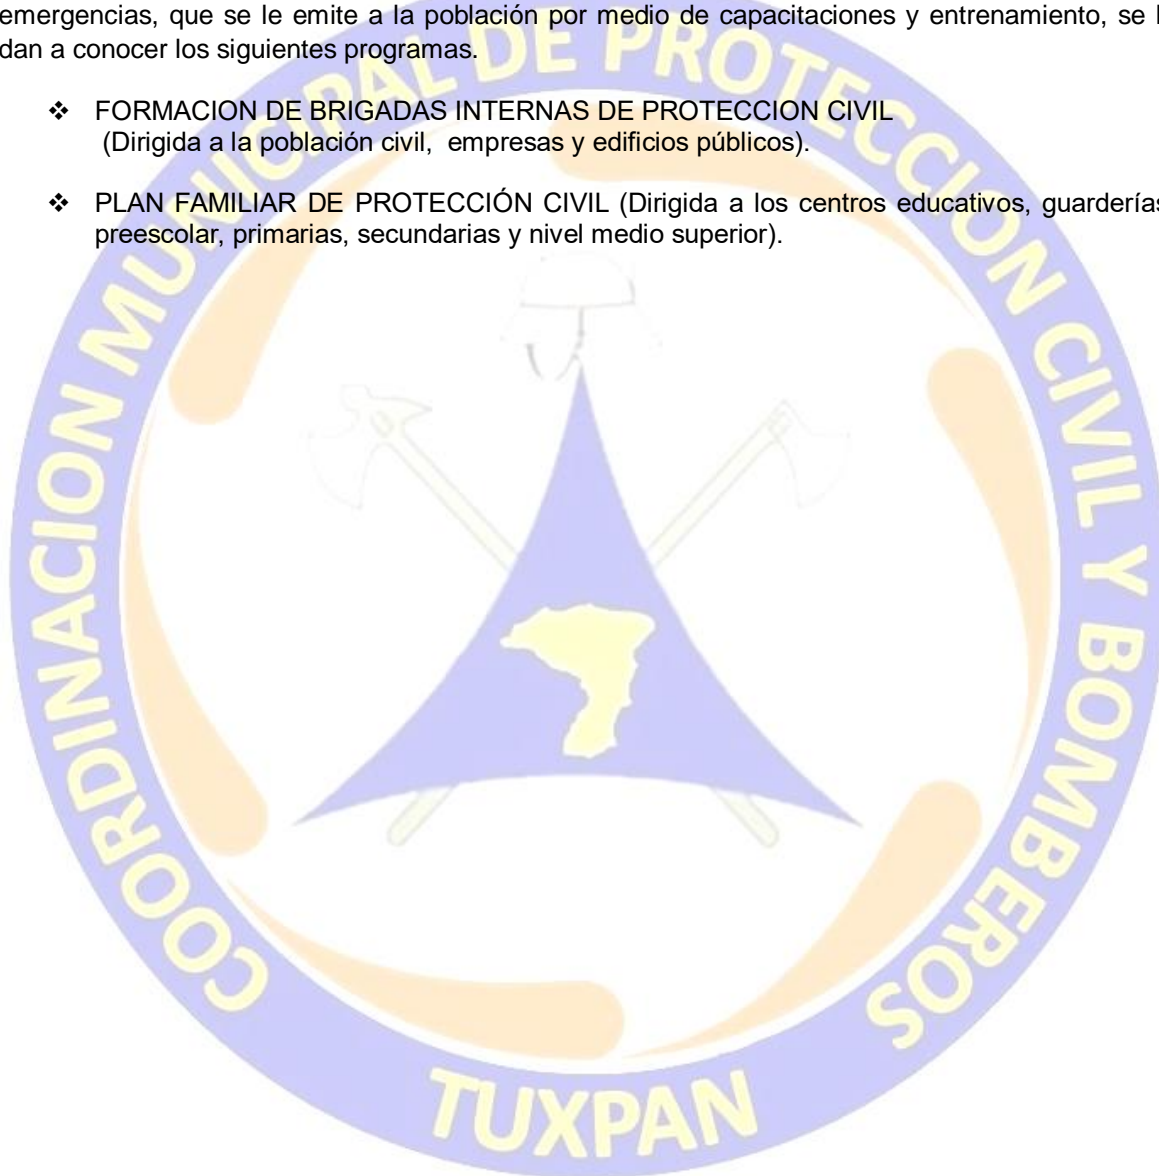 emergencias, que se le emite a la población por medio de capacitaciones y entrenamiento, se
dan a conocer los siguientes programas.
❖ FORMACION DE BRIGADAS INTERNAS DE PROTECCION CIVIL
(Dirigida a la población civil, empresas y edificios públicos).
❖ PLAN FAMILIAR DE PROTECCIÓN CIVIL (Dirigida a los centros educativos, guarderías
preescolar, primarias, secundarias y nivel medio superior).
COORDINACION MUNICIPAL DE PROTECCION CIVIL Y BOMBEROS
TUXPAN